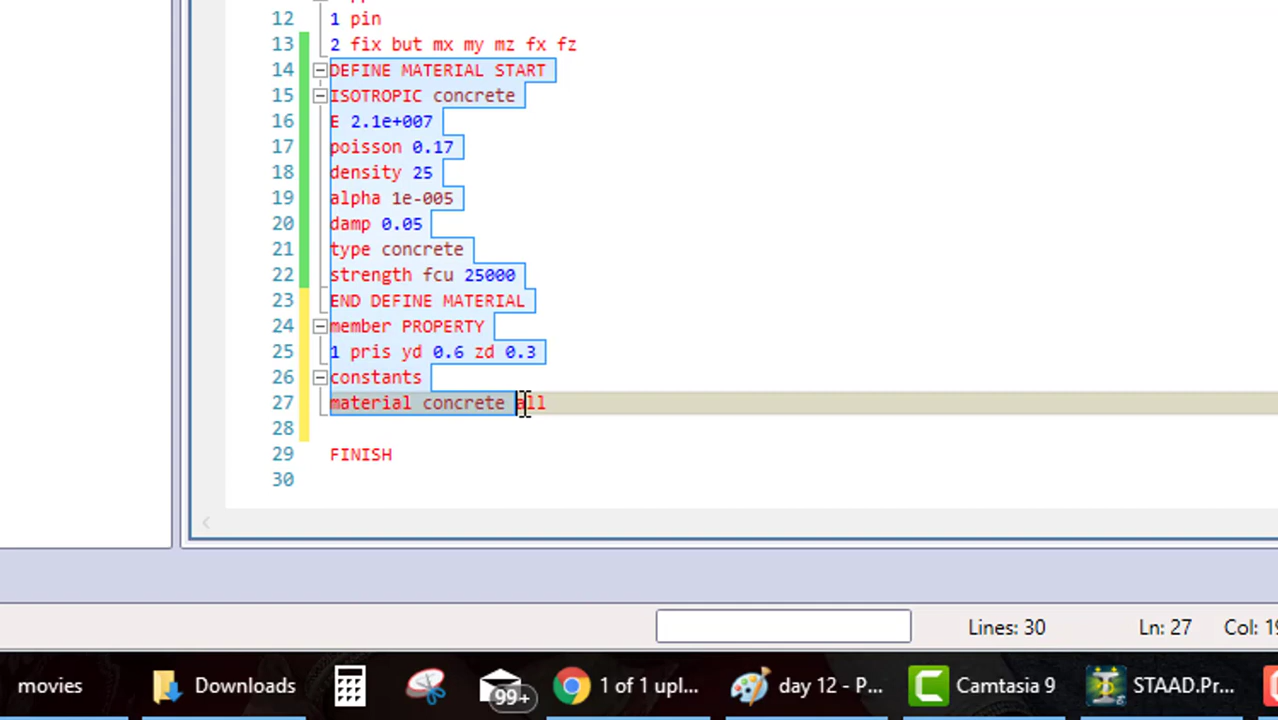 12 1 pin
13 2 fix but mx my mz fx fz
14 DEFINE MATERIAL START
15 ISOTROPIC concrete
16 E 2.1e+007
17 poisson 0.17
18 density 25
19 alpha 1e-005
20 damp 0.05
21 type concrete
22 strength fcu 25000
23 END DEFINE MATERIAL
24 member PROPERTY
25 1 pris yd 0.6 zd 0.3
26 constants
27 material concrete all
28
29 FINISH
30
Lines: 30 Ln: 27 Col: 19
movies Downloads 99+ 1 of 1 upl... day 12 - P... Camtasia 9 STAAD.Pr...